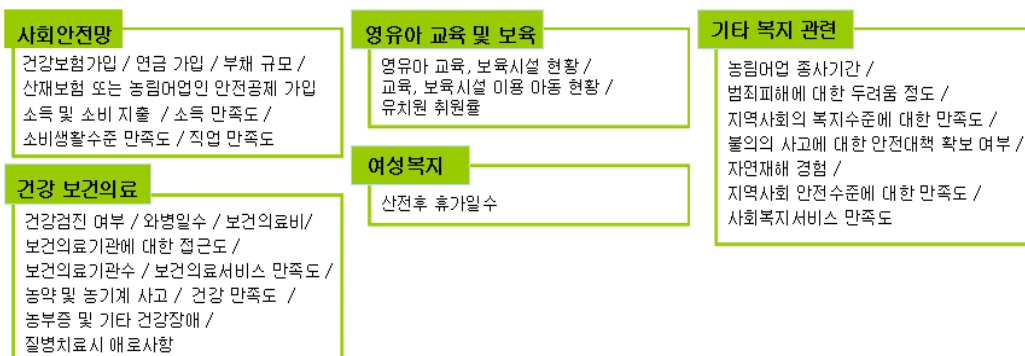 사회안전망
건강보험가입 / 연금 가입 / 부채 규모 /
산재보험 또는 농림어업인 안전공제 가입
소득 및 소비 지출 / 소득 만족도 /
소비생활수준 만족도 / 직업 만족도
건강 보건의료
건강검진 여부 / 와병일수 / 보건의료비/
보건의료기관에 대한 접근도 /
보건의료기관수 / 보건의료서비스 만족도 /
농약 및 농기계 사고 / 건강 만족도 /
농부증 및 기타 건강장애 /
질병치료시 애로사항
영유아 교육 및 보육
영유아 교육, 보육시설 현황 /
교육, 보육시설 이용 아동 현황 /
유치원 취원률
여성복지
산전후 휴가일수
기타 복지 관련
농림어업 종사기간 /
범죄피해에 대한 두려움 정도 /
지역사회의 복지수준에 대한 만족도 /
불의의 사고에 대한 안전대책 확보 여부 /
자연재해 경험 /
지역사회 안전수준에 대한 만족도 /
사회복지서비스 만족도